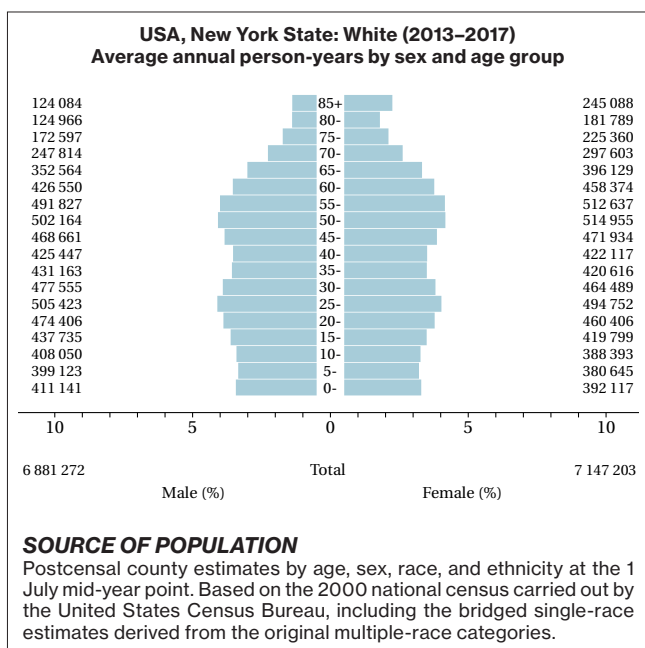 USA, New York State: White (2013–2017)
Average annual person-years by sex and age group
124 084 85+ 245 088
124 966 80- 181 789
172 597 75- 225 360
247 814 70- 297 603
352 564 65- 396 129
426 550 60- 458 374
491 827 55- 512 637
502 164 50- 514 955
468 661 45- 471 934
425 447 40- 422 117
431 163 35- 420 616
477 555 30- 464 489
505 423 25- 494 752
474 406 20- 460 406
437 735 15- 419 799
408 050 10- 388 393
399 123 5- 380 645
411 141 0- 392 117
10 5 0 5 10
6 881 272 Total 7 147 203
Male (%) Female (%)
SOURCE OF POPULATION
Postcensal county estimates by age, sex, race, and ethnicity at the 1
July mid-year point. Based on the 2000 national census carried out by
the United States Census Bureau, including the bridged single-race
estimates derived from the original multiple-race categories.